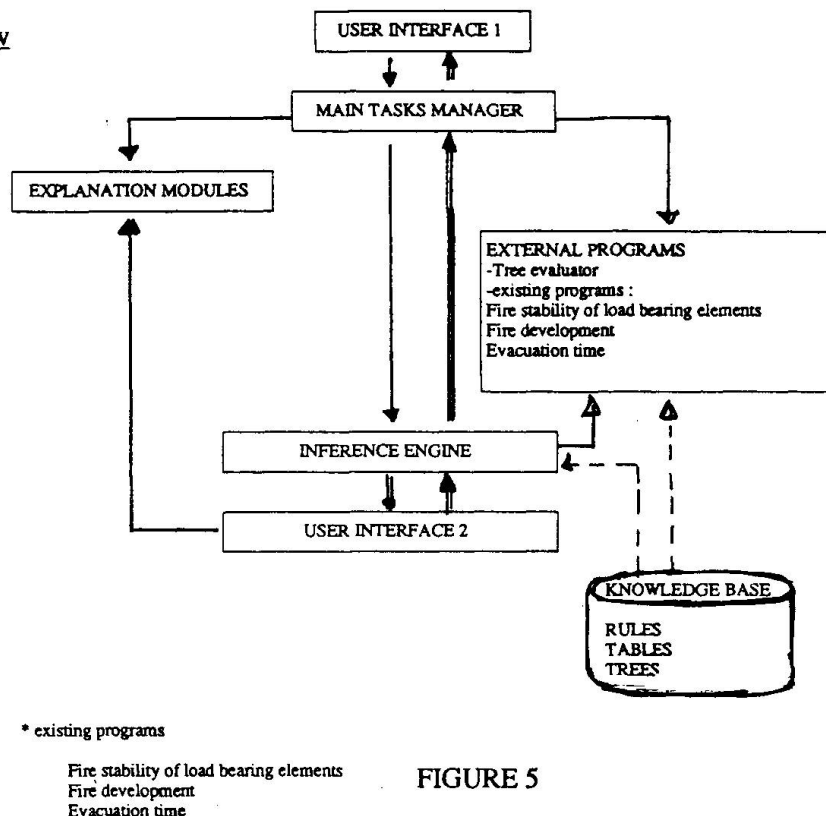 USER INTERFACE 1
MAIN TASKS MANAGER
EXPLANATION MODULES
EXTERNAL PROGRAMS
-Tree evaluator
-existing programs :
Fire stability of load bearing elements
Fire development
Evacuation time
INFERENCE ENGINE
USER INTERFACE 2
KNOWLEDGE BASE
RULES
TABLES
TREES
* existing programs
Fire stability of load bearing elements
Fire development
Evacuation time
FIGURE 5